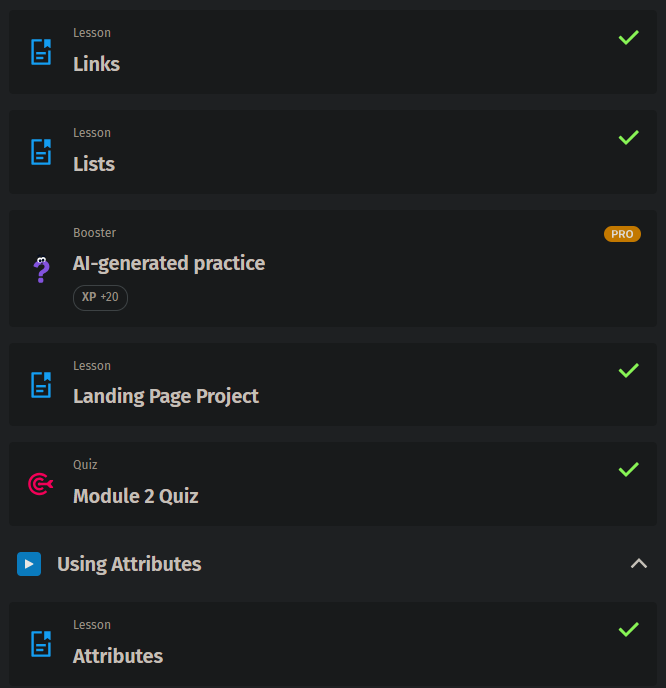 Lesson
Links
Lesson
Lists
Booster
PRO
AI-generated practice
XP +20
Lesson
Landing Page Project
Quiz
Module 2 Quiz
Using Attributes
Lesson
Attributes